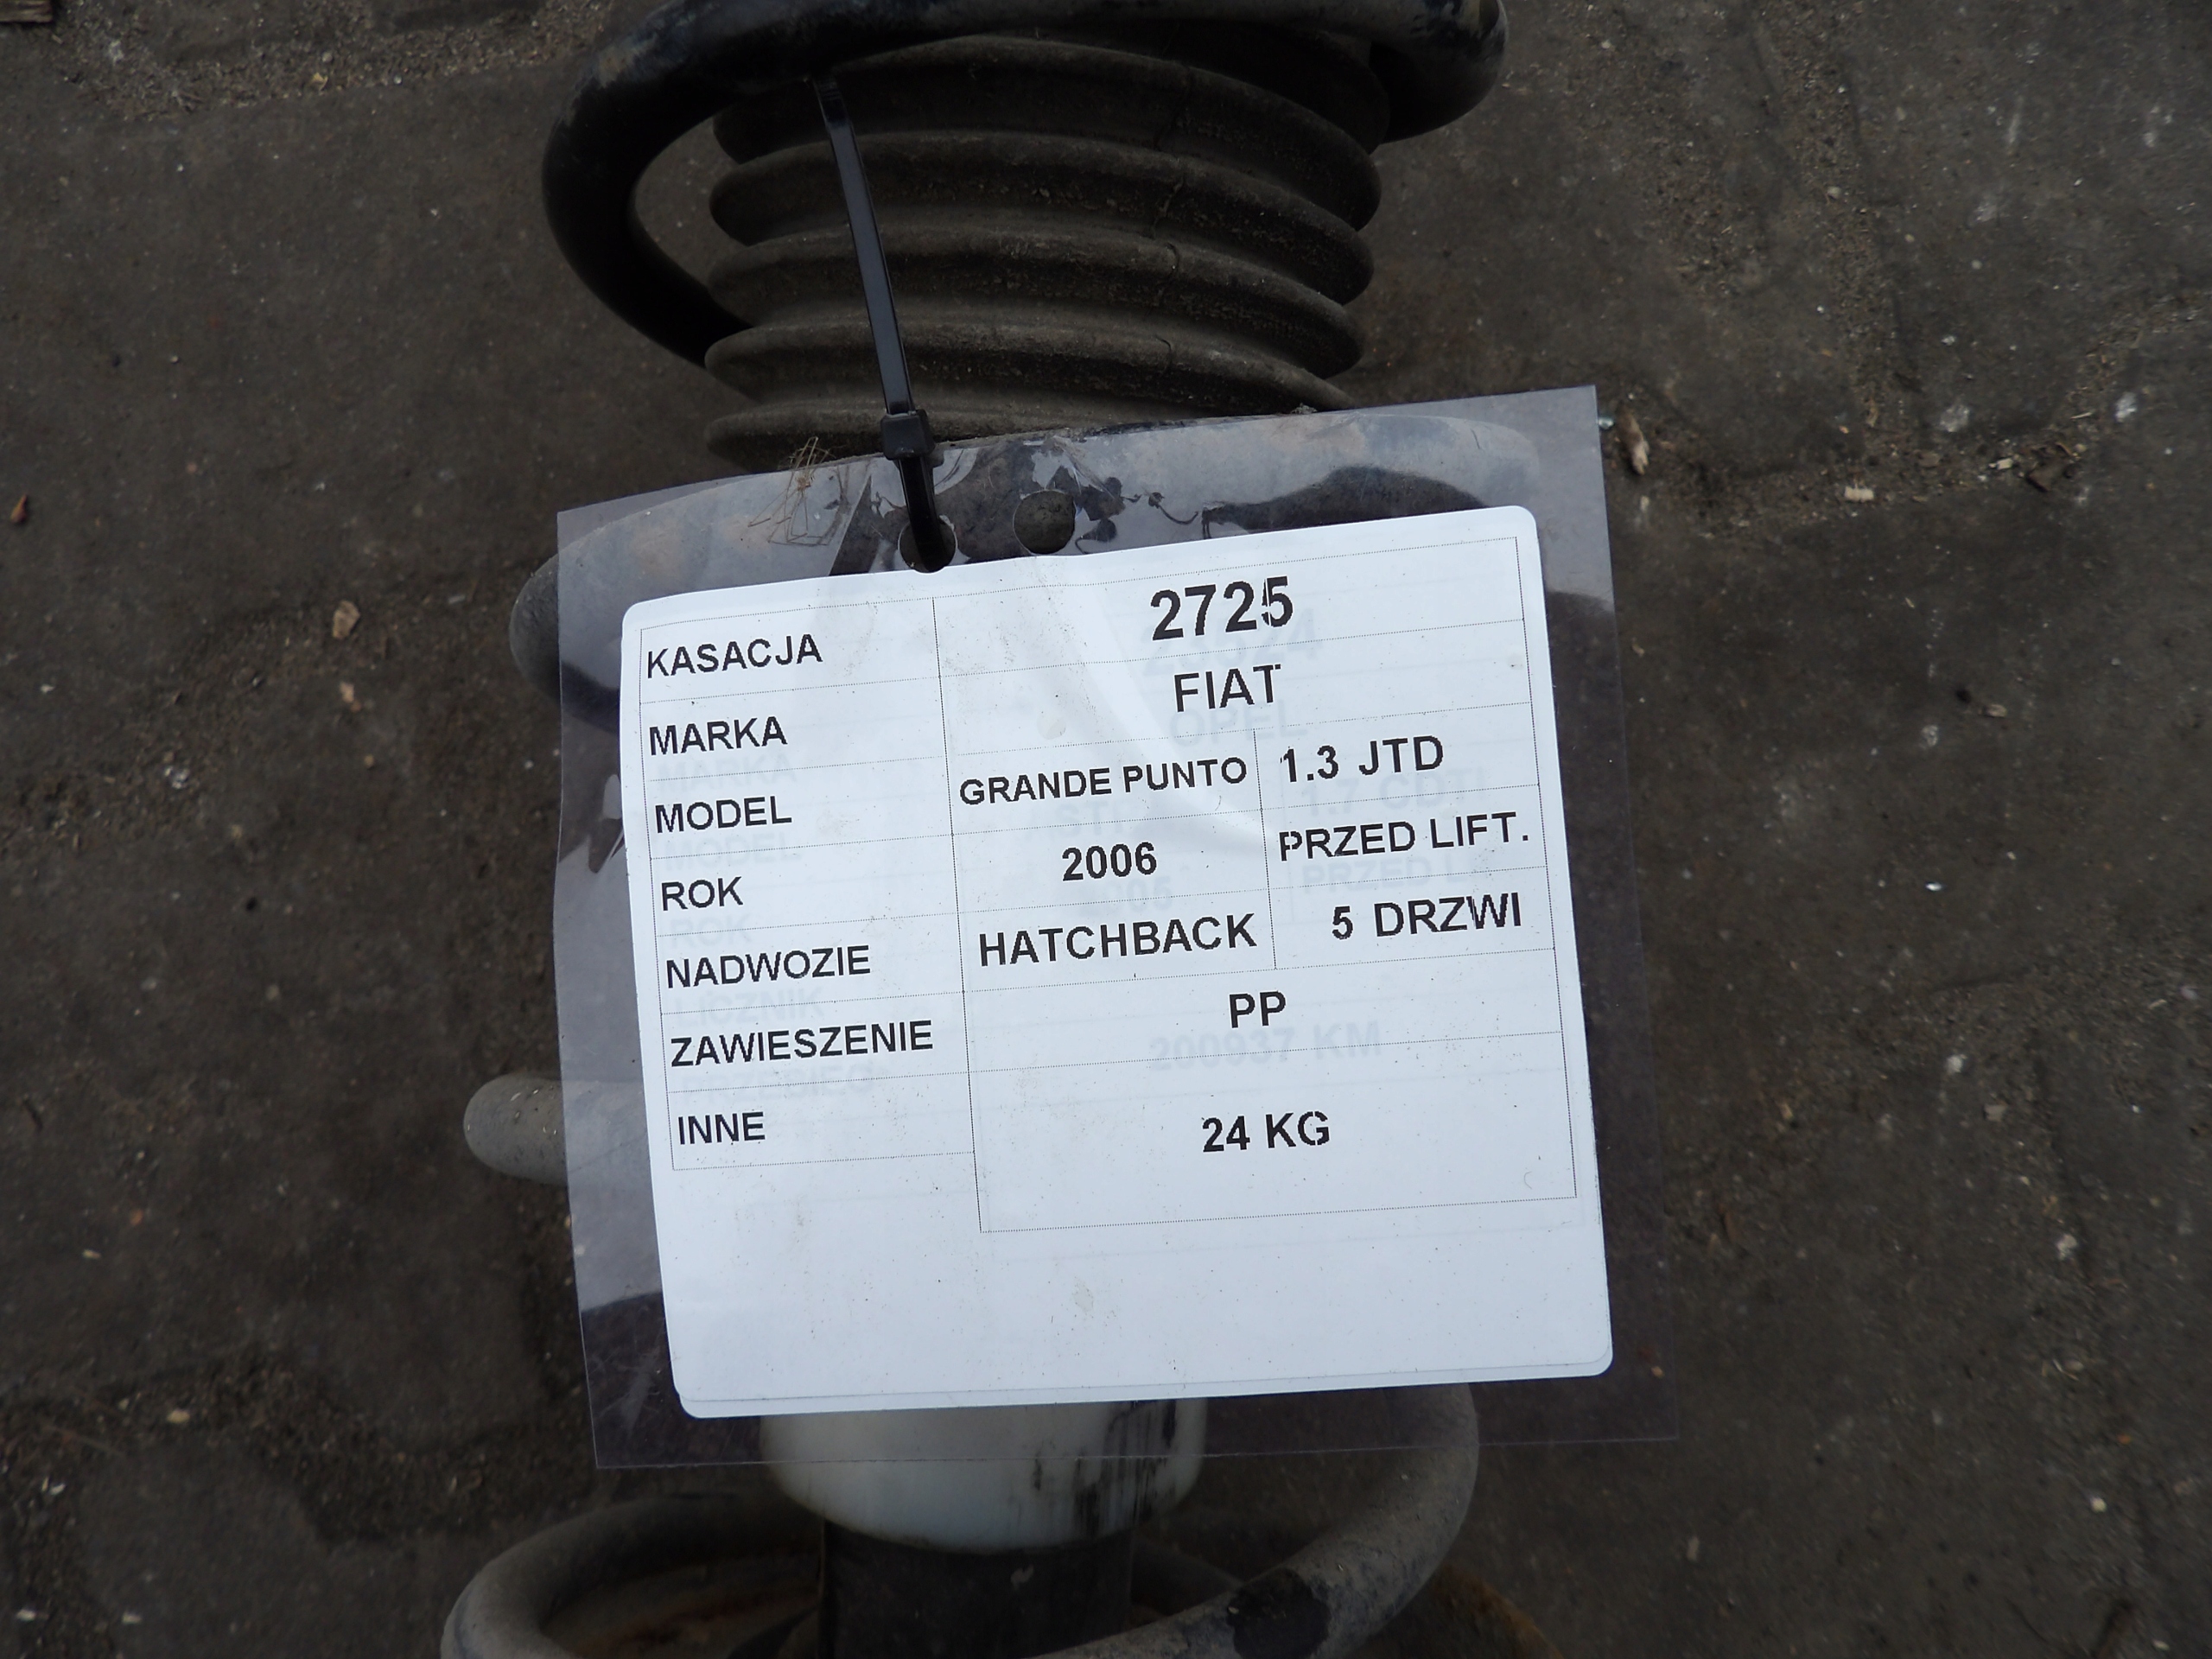 KASACJA 2725
MARKA FIAT
MODEL GRANDE PUNTO 1.3 JTD
ROK 2006 PRZED LIFT.
NADWOZIE HATCHBACK 5 DRZWI
ZAWIESZENIE PP
INNE 24 KG